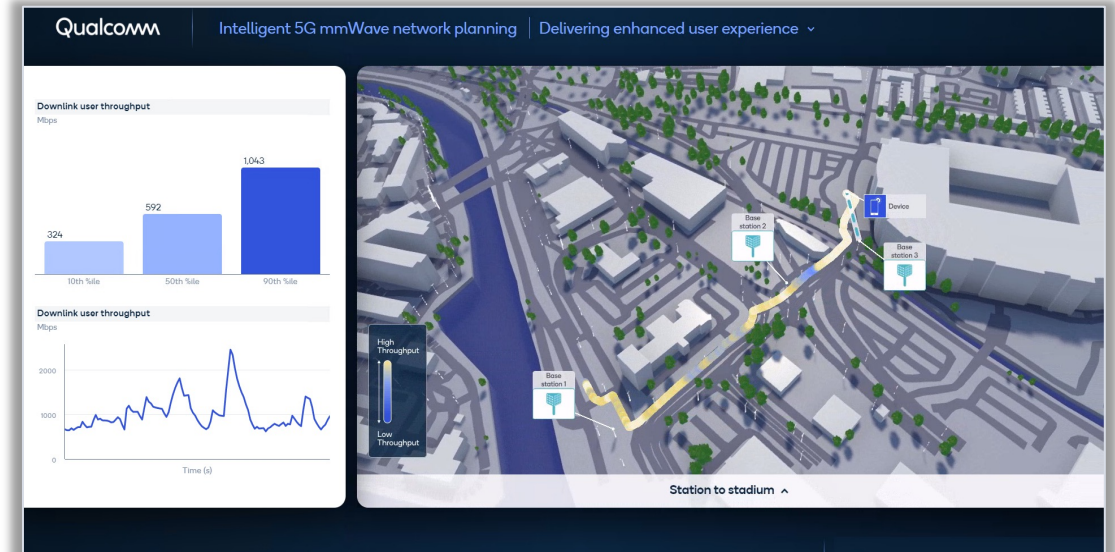 Qualcomm
Intelligent 5G mmWave network planning
Delivering enhanced user experience
Downlink user throughput
Mbps
324
592
1,043
10th %ile
50th %ile
90th %ile
Downlink user throughput
Mbps
2000
1000
0
Time (s)
High
Throughput
Low
Throughput
Base
station 1
Base
station 2
Device
Base
station 3
Station to stadium